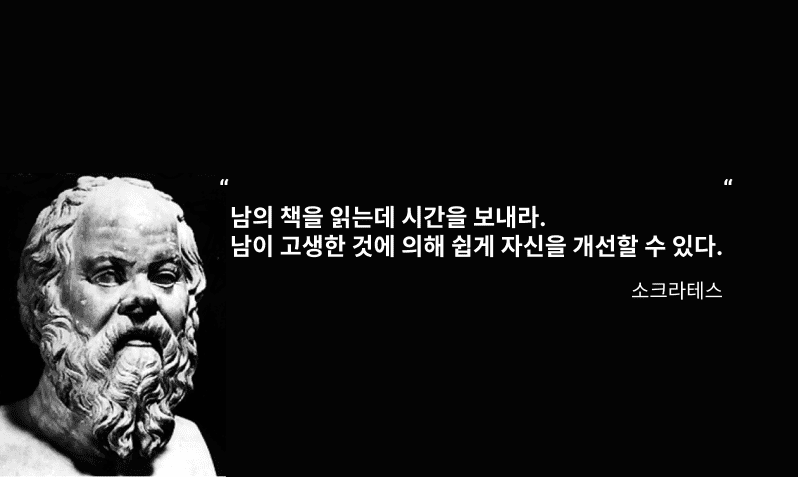 “ “
남의 책을 읽는데 시간을 보내라.
남이 고생한 것에 의해 쉽게 자신을 개선할 수 있다.
소크라테스